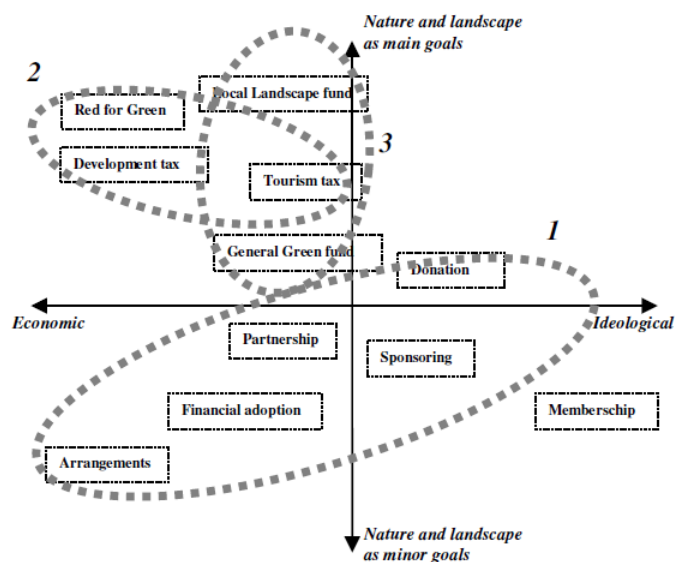 Nature and landscape
as main goals
2
Local Landscape fund
Red for Green
3
Development tax
Tourism tax
1
General Green fund
Donation
Economic
Ideological
Partnership
Sponsoring
Financial adoption
Memberschip
Arrangements
Nature and landscape
as minor goals